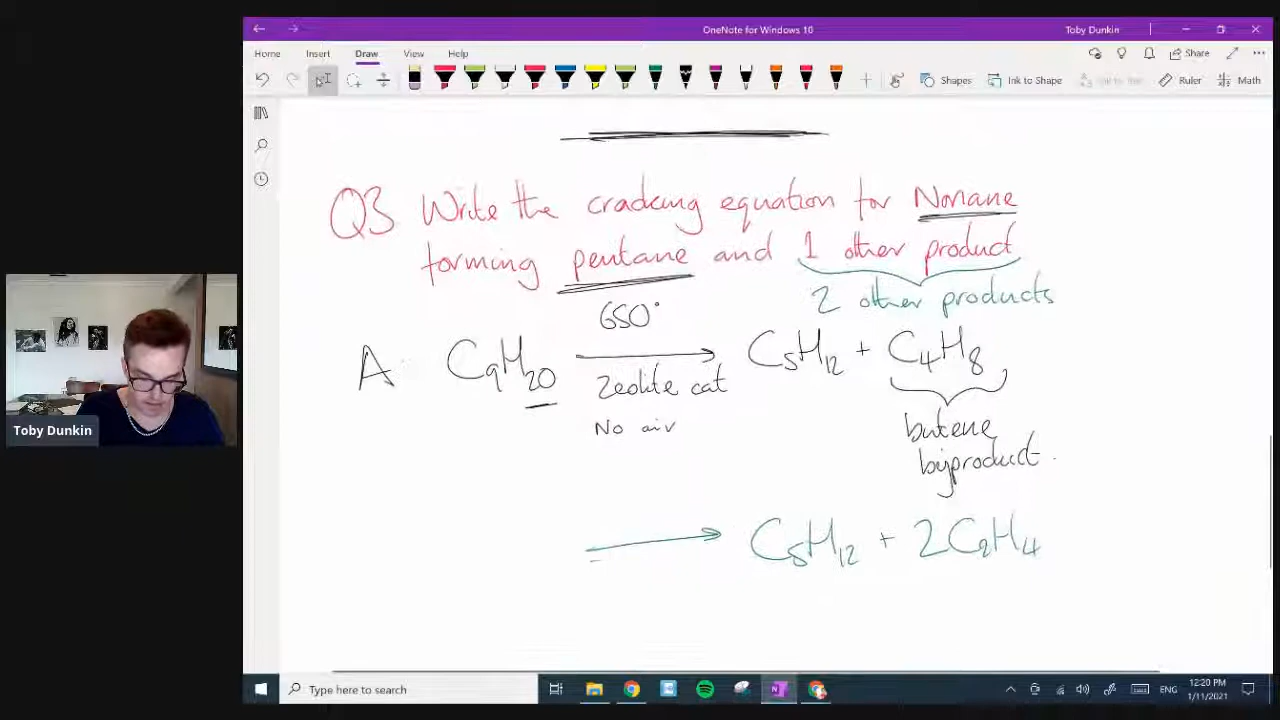 OneNote for Windows 10
Toby Dunkin
Home Insert Draw View Help
Share
Shapes
Ink to Shape
Ink to Text
Ruler
Math
Q3 Write the cracking equation for Nonane
forming pentane and 1 other product
2 other products
650°
A C9H20 → C5H12 + C4H8
Zeolite cat
No air
butene
byproduct.
→ C5H12 + 2C2H4
Toby Dunkin
Type here to search
ENG
12:20 PM
1/11/2021